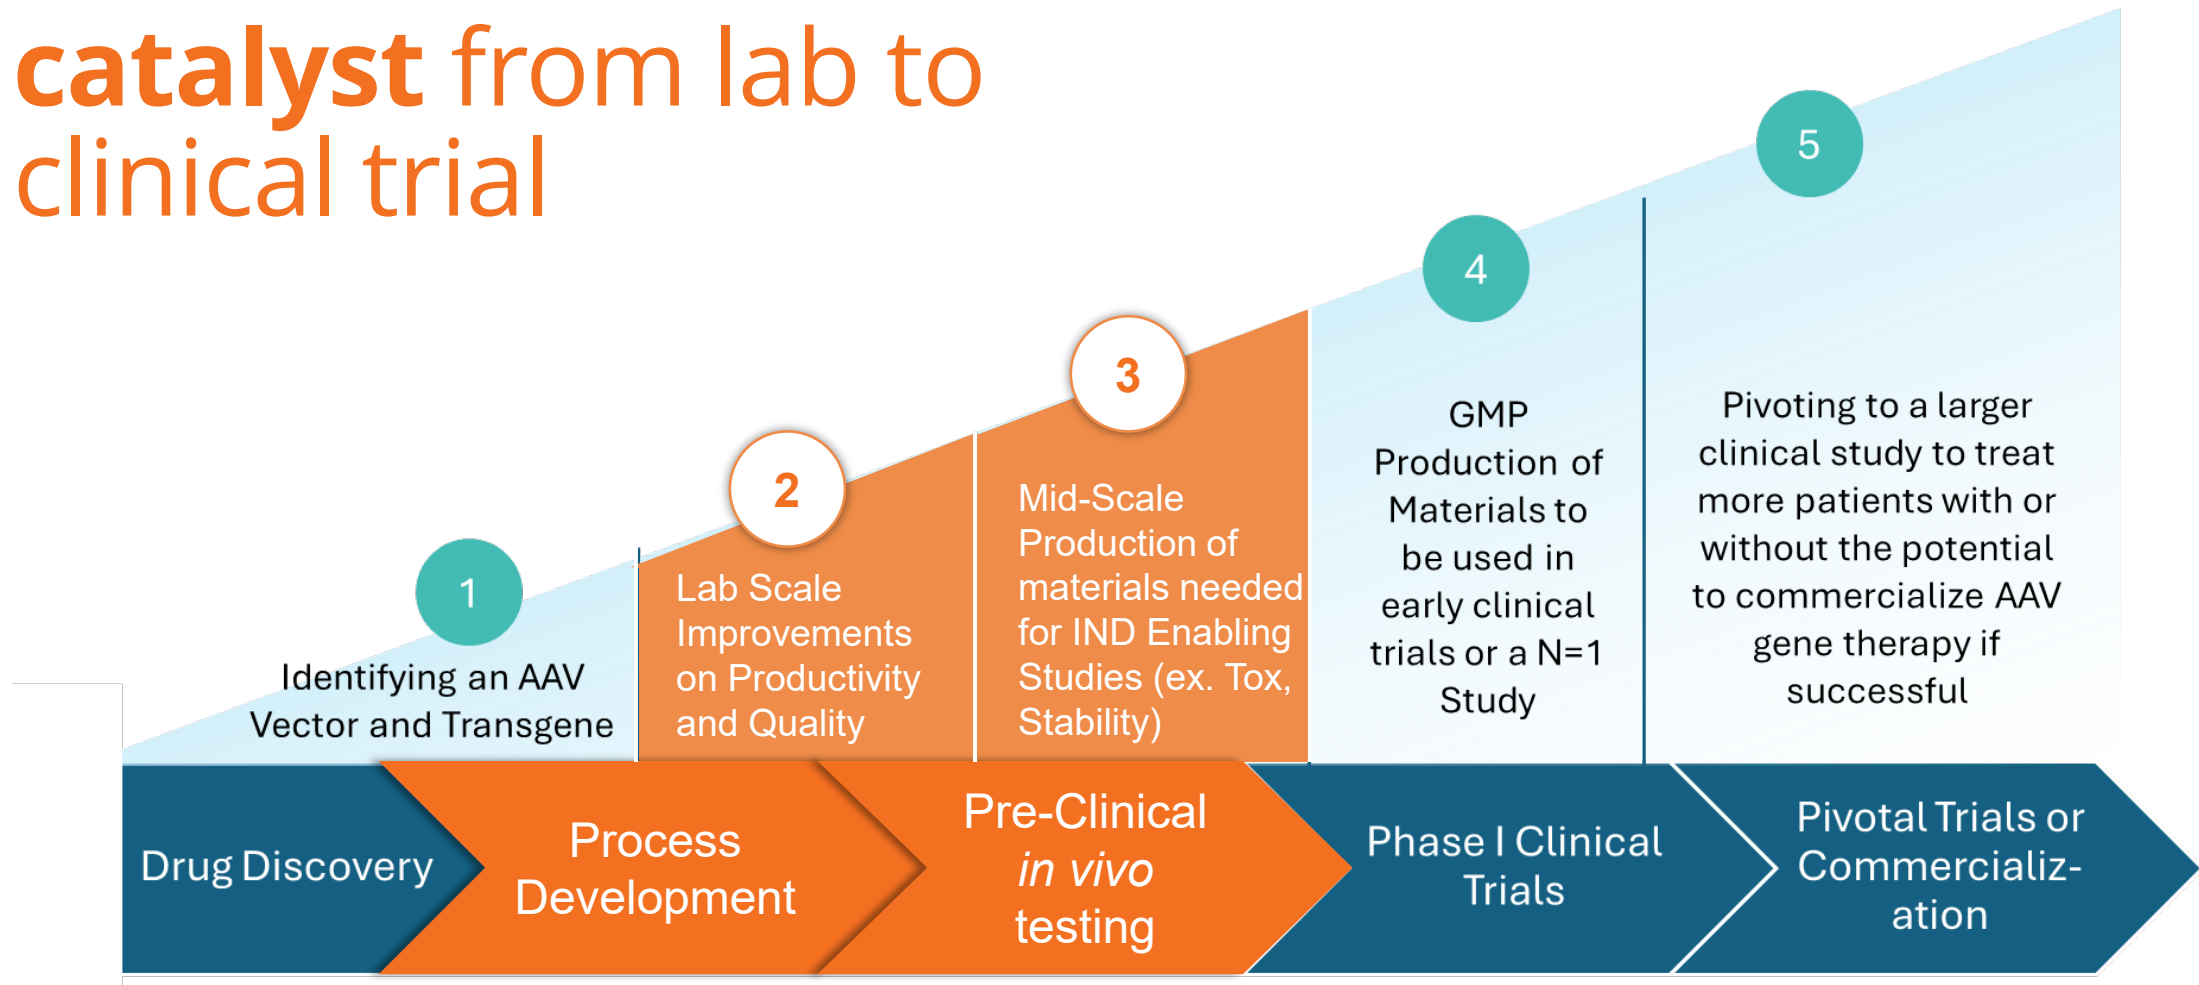 catalyst from lab to
clinical trial
1
Identifying an AAV
Vector and Transgene
2
Lab Scale
Improvements
on Productivity
and Quality
3
Mid-Scale
Production of
materials needed
for IND Enabling
Studies (ex. Tox,
Stability)
4
GMP
Production of
Materials to
be used in
early clinical
trials or a N=1
Study
5
Pivoting to a larger
clinical study to treat
more patients with or
without the potential
to commercialize AAV
gene therapy if
successful
Drug Discovery
Process
Development
Pre-Clinical
in vivo
testing
Phase I Clinical
Trials
Pivotal Trials or
Commercializ-
ation